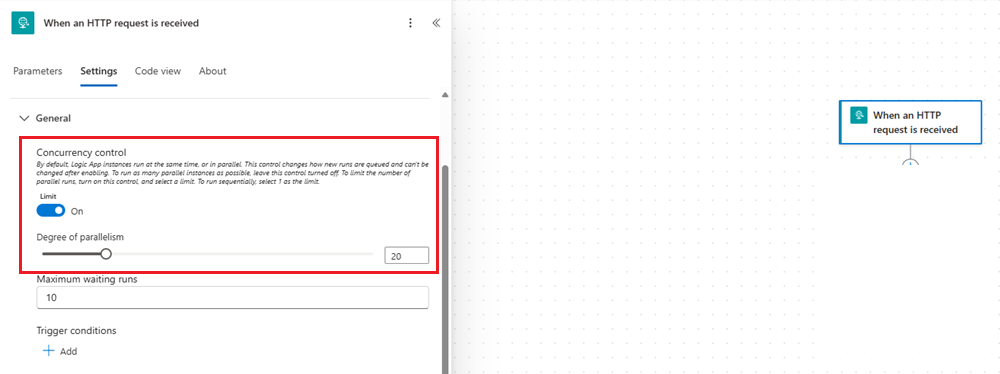 When an HTTP request is received
Parameters
Settings
Code view
About
General
Concurrency control
By default, Logic App instances run at the same time, or in parallel. This control changes how new runs are queued and can't be
changed after enabling. To run as many parallel instances as possible, leave this control turned off. To limit the number of
parallel runs, turn on this control, and select a limit. To run sequentially, select 1 as the limit.
Limit
On
Degree of parallelism
20
Maximum waiting runs
10
Trigger conditions
Add
When an HTTP
request is received